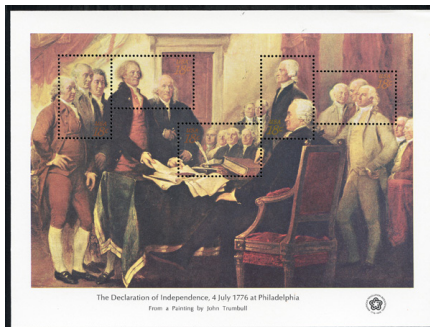 The Declaration of Independence, 4 July 1776 at Philadelphia
From a Painting by John Trumbull